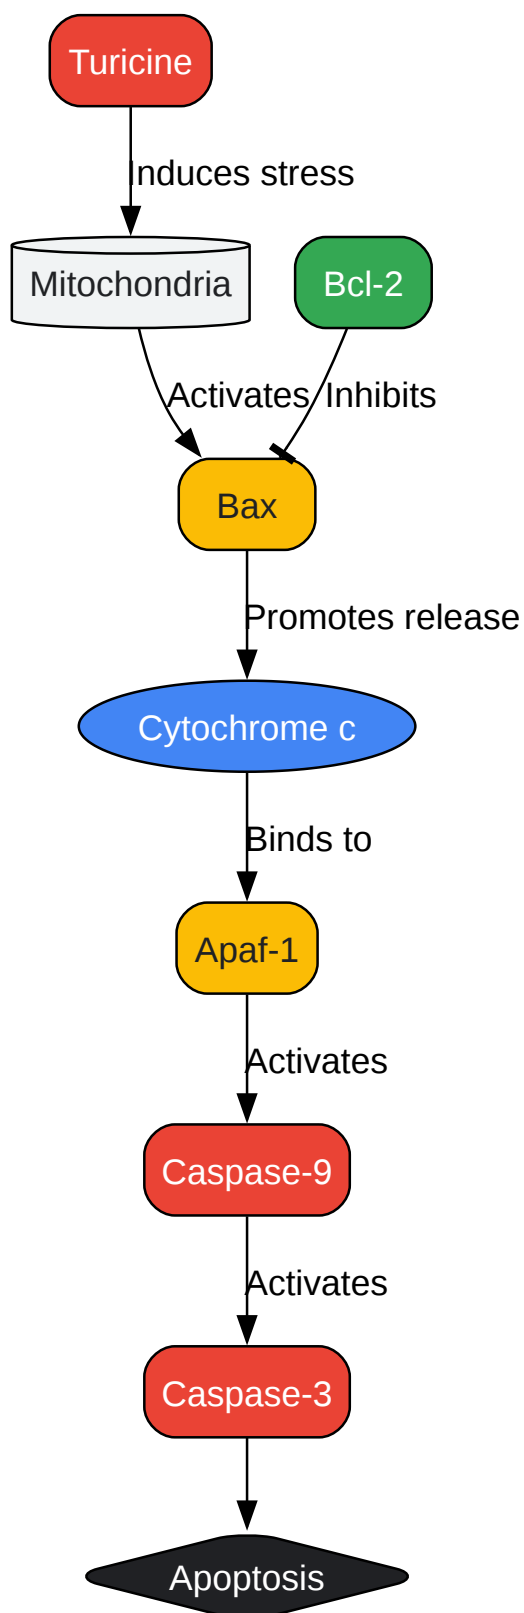 Turicine
Induces stress
Mitochondria
Bcl-2
Activates
Inhibits
Bax
Promotes release
Cytochrome c
Binds to
Apaf-1
Activates
Caspase-9
Activates
Caspase-3
Apoptosis